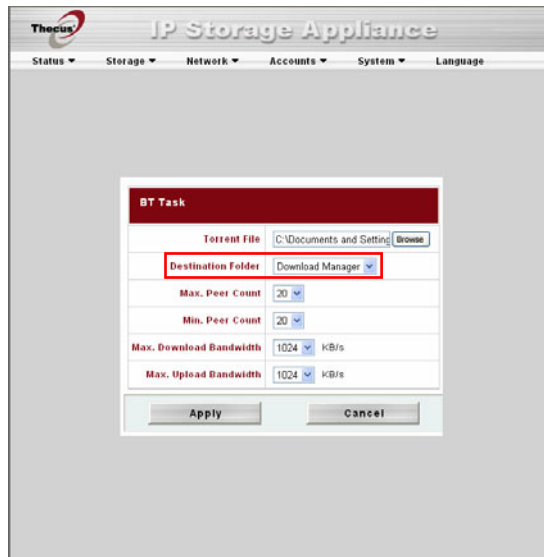 Thecus
IP Storage Appliance
Status Storage Network Accounts System Language
BT Task
Torrent File C:\Documents and Setting Browse
Destination Folder Download Manager
Max. Peer Count 20
Min. Peer Count 20
Max. Download Bandwidth 1024 KB/s
Max. Upload Bandwidth 1024 KB/s
Apply Cancel